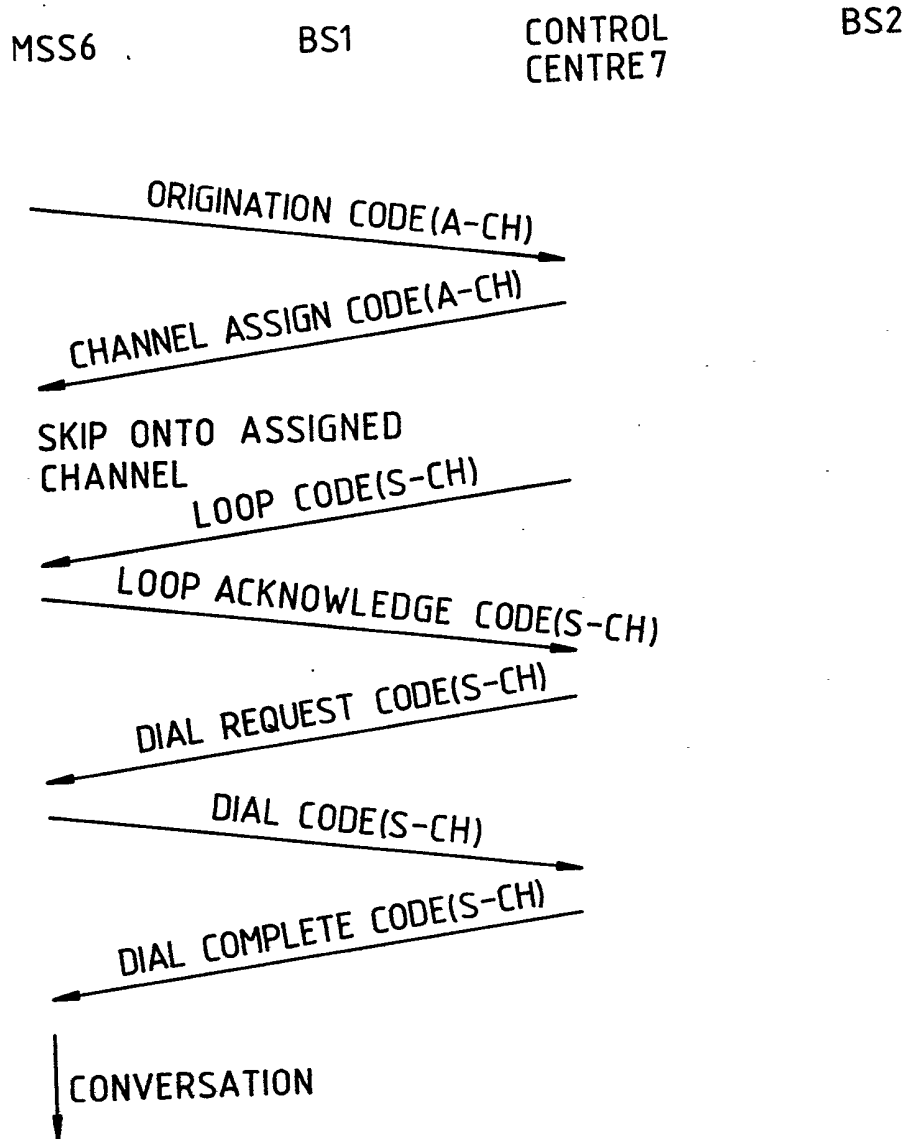 MSS6
BS1
CONTROL
CENTRE 7
BS2
ORIGINATION CODE(A-CH)
CHANNEL ASSIGN CODE(A-CH)
SKIP ONTO ASSIGNED
CHANNEL
LOOP CODE(S-CH)
LOOP ACKNOWLEDGE CODE(S-CH)
DIAL REQUEST CODE(S-CH)
DIAL CODE(S-CH)
DIAL COMPLETE CODE(S-CH)
CONVERSATION